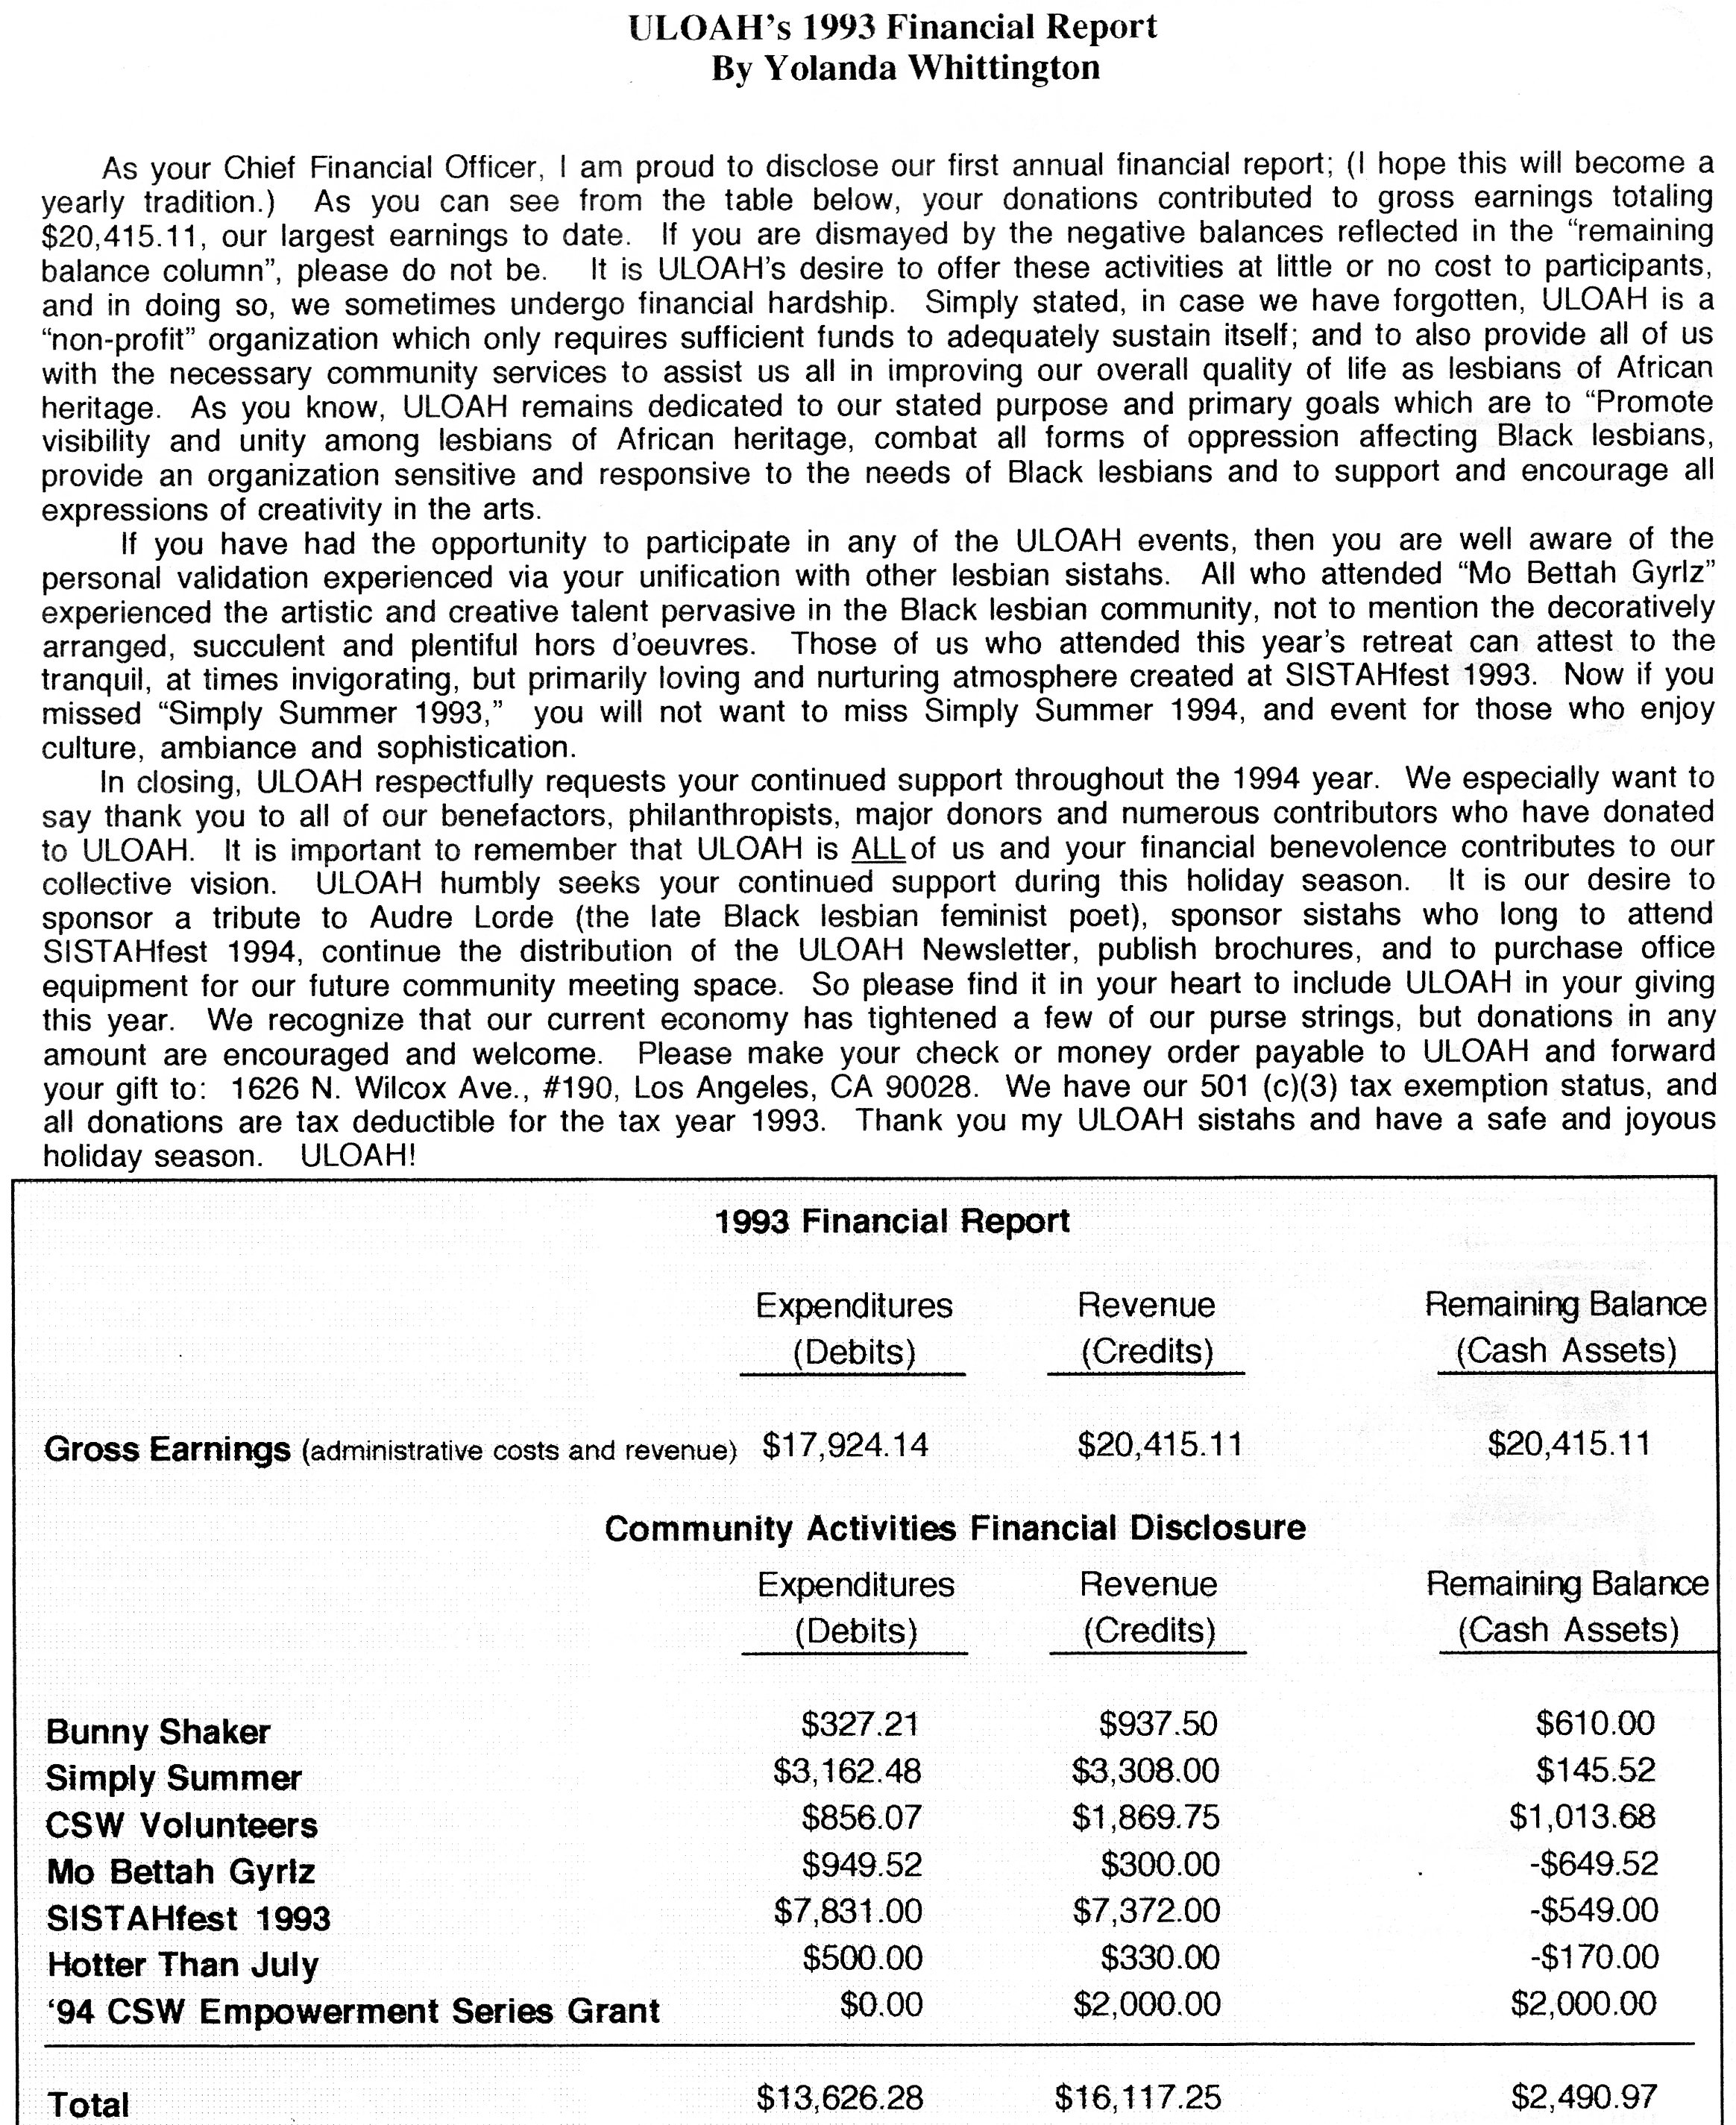 ULOAH's 1993 Financial Report
By Yolanda Whittington
As your Chief Financial Officer, I am proud to disclose our first annual financial report; (I hope this will become a
yearly tradition.) As you can see from the table below, your donations contributed to gross earnings totaling
$20,415.11, our largest earnings to date. If you are dismayed by the negative balances reflected in the "remaining
balance column", please do not be. It is ULOAH's desire to offer these activities at little or no cost to participants,
and in doing so, we sometimes undergo financial hardship. Simply stated, in case we have forgotten, ULOAH is a
"non-profit" organization which only requires sufficient funds to adequately sustain itself; and to also provide all of us
with the necessary community services to assist us all in improving our overall quality of life as lesbians of African
heritage. As you know, ULOAH remains dedicated to our stated purpose and primary goals which are to "Promote
visibility and unity among lesbians of African heritage, combat all forms of oppression affecting Black lesbians,
provide an organization sensitive and responsive to the needs of Black lesbians and to support and encourage all
expressions of creativity in the arts.
If you have had the opportunity to participate in any of the ULOAH events, then you are well aware of the
personal validation experienced via your unification with other lesbian sistahs. All who attended "Mo Bettah Gyrlz"
experienced the artistic and creative talent pervasive in the Black lesbian community, not to mention the decoratively
arranged, succulent and plentiful hors d'oeuvres. Those of us who attended this year's retreat can attest to the
tranquil, at times invigorating, but primarily loving and nurturing atmosphere created at SISTAHfest 1993. Now if you
missed "Simply Summer 1993," you will not want to miss Simply Summer 1994, and event for those who enjoy
culture, ambiance and sophistication.
In closing, ULOAH respectfully requests your continued support throughout the 1994 year. We especially want to
say thank you to all of our benefactors, philanthropists, major donors and numerous contributors who have donated
to ULOAH. It is important to remember that ULOAH is ALL of us and your financial benevolence contributes to our
collective vision. ULOAH humbly seeks your continued support during this holiday season. It is our desire to
sponsor a tribute to Audre Lorde (the late Black lesbian feminist poet), sponsor sistahs who long to attend
SISTAHfest 1994, continue the distribution of the ULOAH Newsletter, publish brochures, and to purchase office
equipment for our future community meeting space. So please find it in your heart to include ULOAH in your giving
this year. We recognize that our current economy has tightened a few of our purse strings, but donations in any
amount are encouraged and welcome. Please make your check or money order payable to ULOAH and forward
your gift to: 1626 N. Wilcox Ave., #190, Los Angeles, CA 90028. We have our 501 (c)(3) tax exemption status, and
all donations are tax deductible for the tax year 1993. Thank you my ULOAH sistahs and have a safe and joyous
holiday season. ULOAH!
1993 Financial Report
Expenditures Revenue Remaining Balance
(Debits) (Credits) (Cash Assets)
Gross Earnings (administrative costs and revenue) $17,924.14 $20,415.11 $20,415.11
Community Activities Financial Disclosure
Expenditures Revenue Remaining Balance
(Debits) (Credits) (Cash Assets)
Bunny Shaker $327.21 $937.50 $610.00
Simply Summer $3,162.48 $3,308.00 $145.52
CSW Volunteers $856.07 $1,869.75 $1,013.68
Mo Bettah Gyrlz $949.52 $300.00 -$649.52
SISTAHfest 1993 $7,831.00 $7,372.00 -$549.00
Hotter Than July $500.00 $330.00 -$170.00
'94 CSW Empowerment Series Grant $0.00 $2,000.00 $2,000.00
Total $13,626.28 $16,117.25 $2,490.97